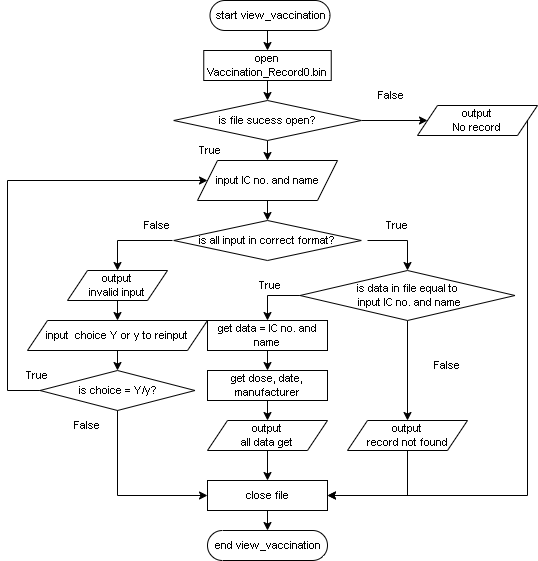 start view_vaccination
open
Vaccination_Record0.bin
False
is file sucess open?
output
No record
True
input IC no. and name
False
True
is all input in correct format?
output
invalid input
True
is data in file equal to
input IC no. and name
input  choice Y or y to reinput
get data = IC no. and
name
True
is choice = Y/y?
get dose, date,
manufacturer
False
False
output
all data get
output
record not found
close file
end view_vaccination